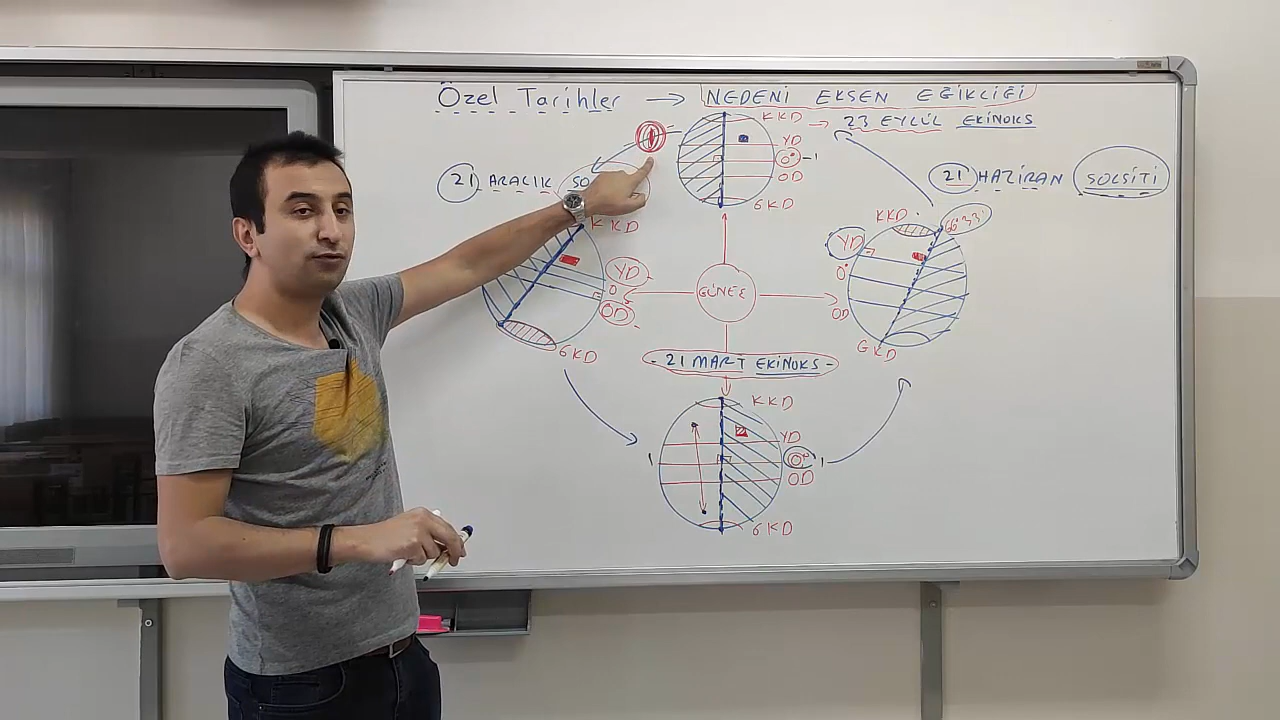 Özel Tarihler → NEDENİ EKSEN EĞİKLİĞİ
KKD → 23 EYLÜL EKİNOKS
YD
0°
OD
GKD
21 ARALIK
21 HAZİRAN SOLSİTİ
KKD
YD
0
OD
GKD
GÜNEŞ
KKD 66°33'
YD
0°
OD
GKD
- 21 MART EKİNOKS -
KKD
YD
0°
OD
GKD